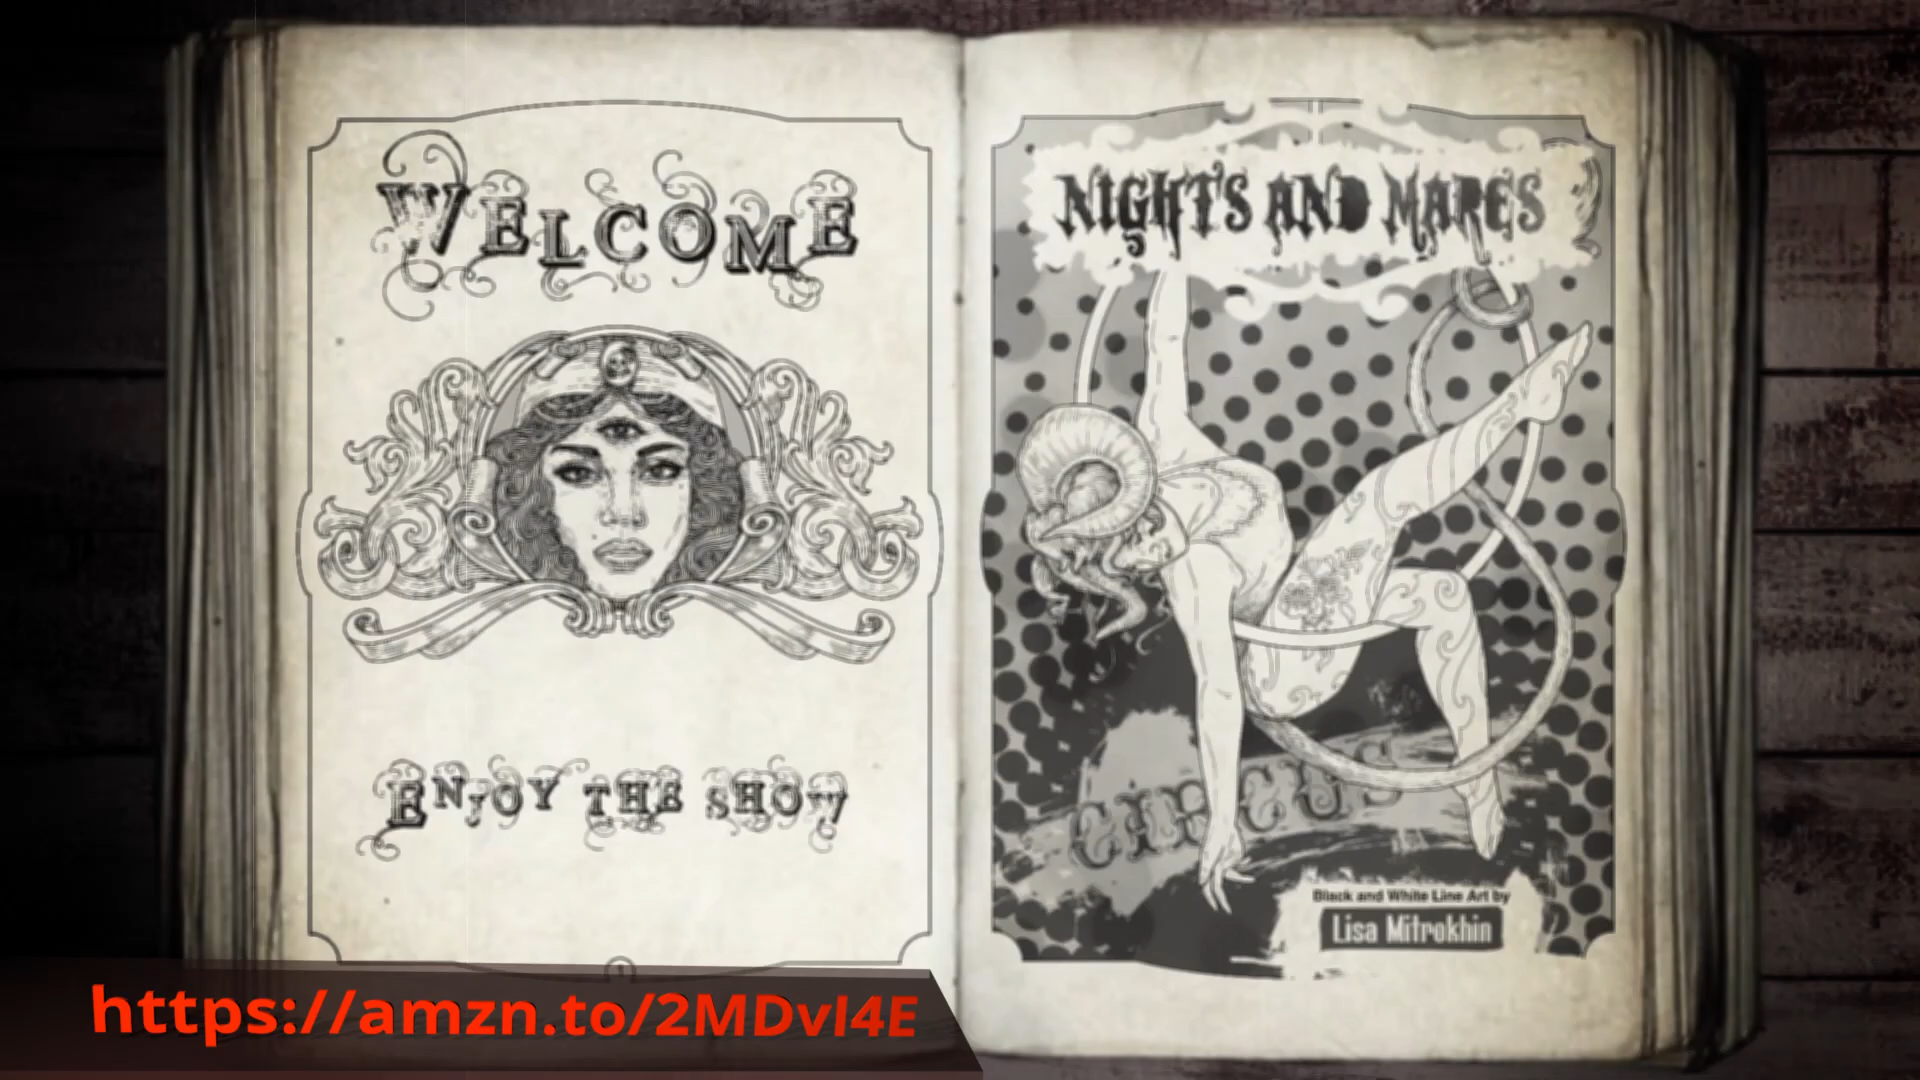 WELCOME
ENJOY THE SHOW
NIGHTS AND MARES
CIRCUS
Black and White Line Art by
Lisa Mitrokhin
https://amzn.to/2MDvI4E